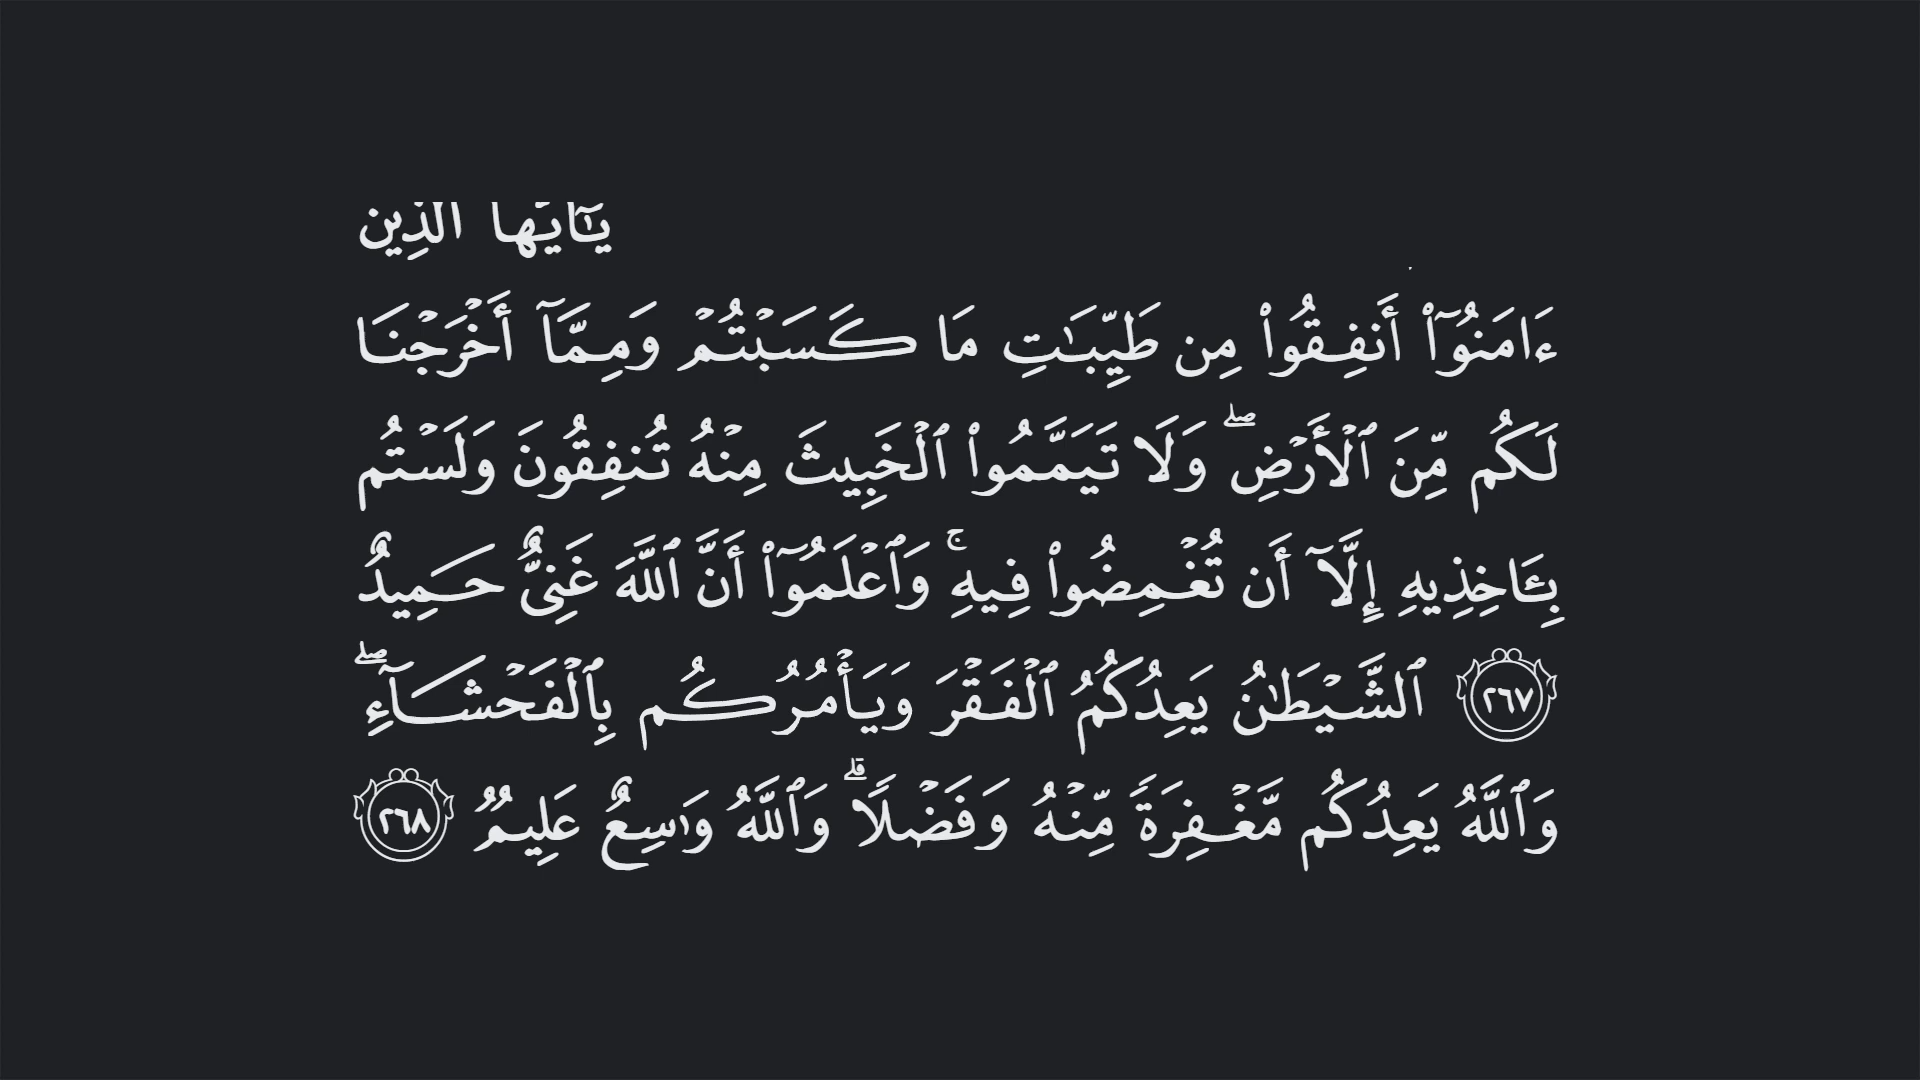 يَٰٓأَيُّهَا ٱلَّذِينَ
ءَامَنُوٓا۟ أَنفِقُوا۟ مِن طَيِّبَـٰتِ مَا كَسَبْتُمْ وَمِمَّآ أَخْرَجْنَا
لَكُم مِّنَ ٱلْأَرْضِ ۖ وَلَا تَيَمَّمُوا۟ ٱلْخَبِيثَ مِنْهُ تُنفِقُونَ وَلَسْتُم
بِـَٔاخِذِيهِ إِلَّآ أَن تُغْمِضُوا۟ فِيهِ ۚ وَٱعْلَمُوٓا۟ أَنَّ ٱللَّهَ غَنِىٌّ حَمِيدٌ
٢٦٧ ٱلشَّيْطَـٰنُ يَعِدُكُمُ ٱلْفَقْرَ وَيَأْمُرُكُم بِٱلْفَحْشَآءِ ۖ
وَٱللَّهُ يَعِدُكُم مَّغْفِرَةً مِّنْهُ وَفَضْلًا ۗ وَٱللَّهُ وَٰسِعٌ عَلِيمٌ ٢٦٨